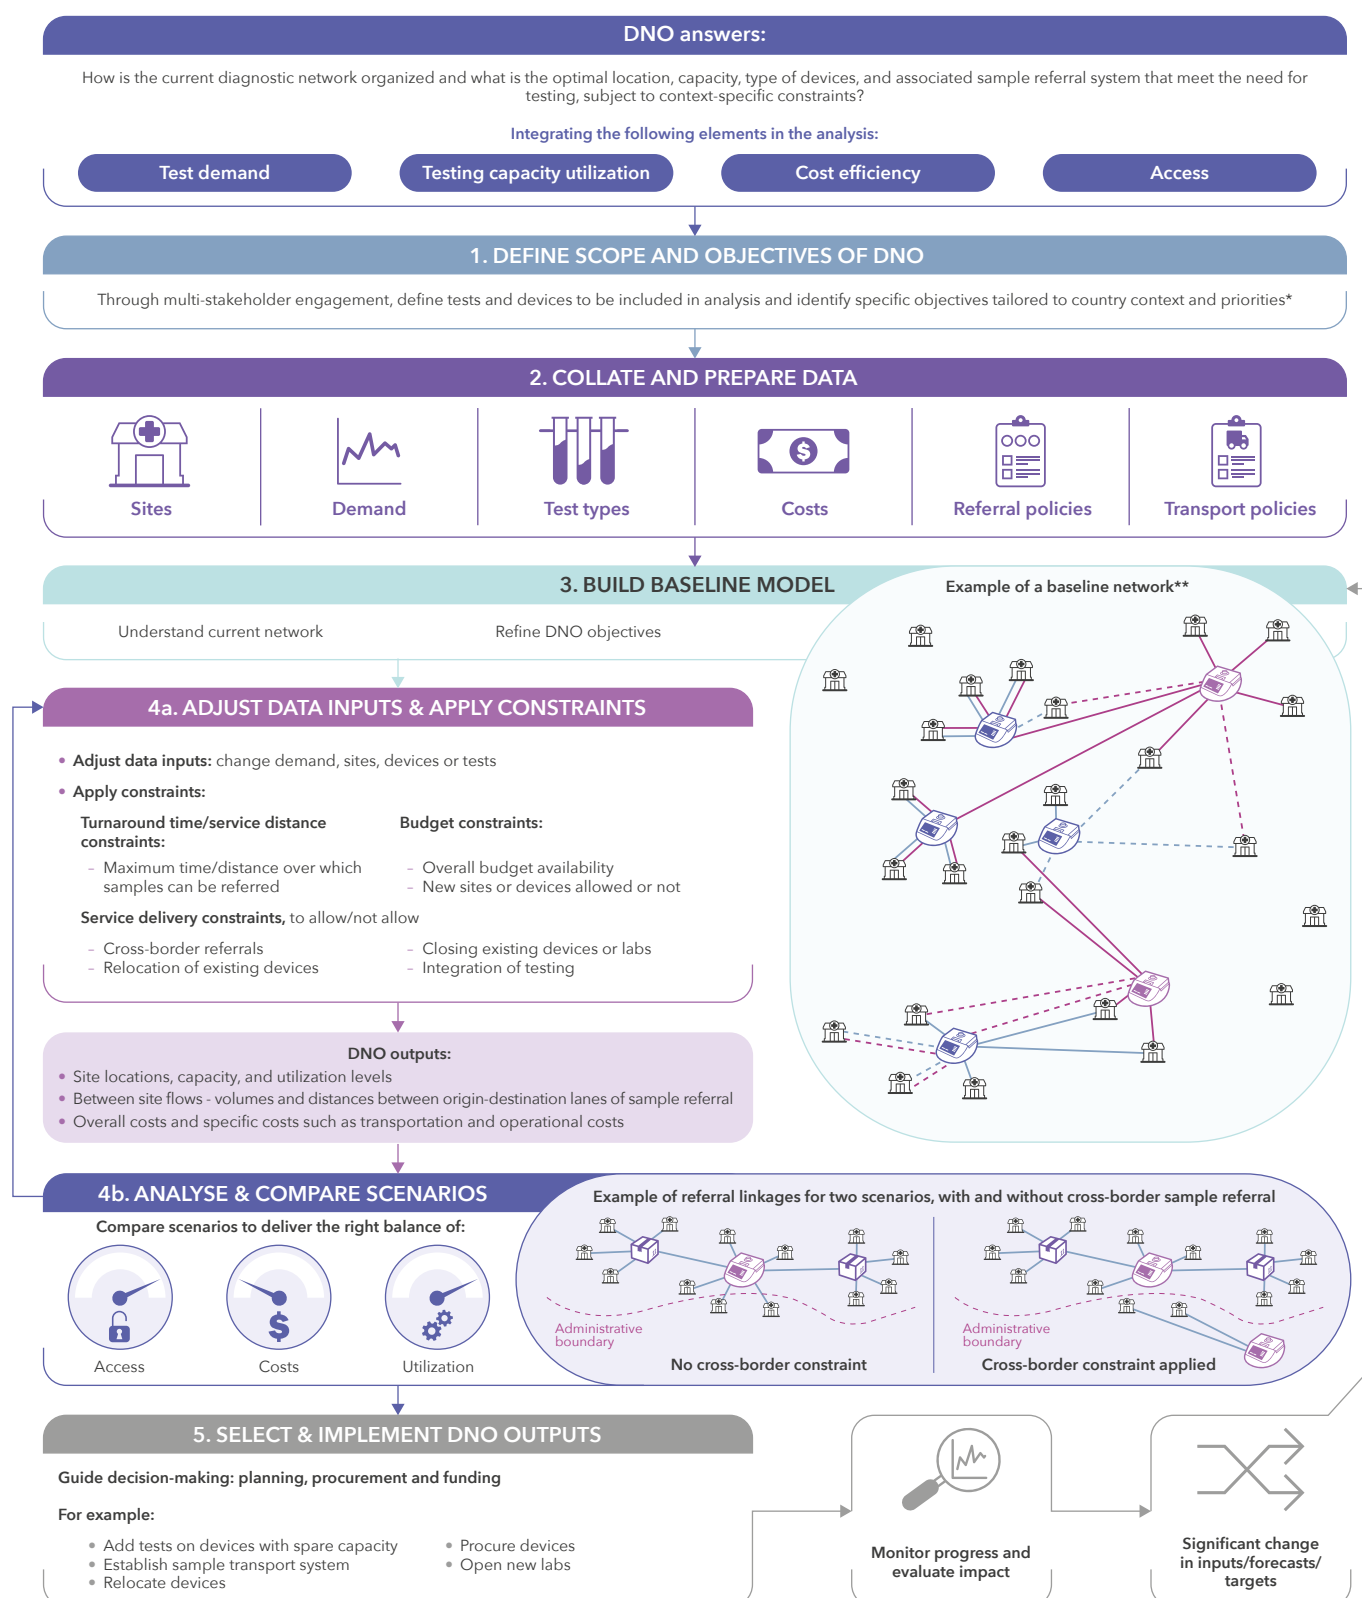 DNO answers:
How is the current diagnostic network organized and what is the optimal location, capacity, type of devices, and associated sample referral system that meet the need for
testing, subject to context-specific constraints?
Integrating the following elements in the analysis:
Test demand
Testing capacity utilization
Cost efficiency
Access
1. DEFINE SCOPE AND OBJECTIVES OF DNO
Through multi-stakeholder engagement, define tests and devices to be included in analysis and identify specific objectives tailored to country context and priorities*
2. COLLATE AND PREPARE DATA
Sites
Demand
Test types
$
Costs
Referral policies
Transport policies
3. BUILD BASELINE MODEL
Understand current network
Refine DNO objectives
Example of a baseline network**
4a. ADJUST DATA INPUTS & APPLY CONSTRAINTS
• Adjust data inputs: change demand, sites, devices or tests
• Apply constraints:
Turnaround time/service distance
constraints:
– Maximum time/distance over which
samples can be referred
Budget constraints:
– Overall budget availability
– New sites or devices allowed or not
Service delivery constraints, to allow/not allow
– Cross-border referrals
– Relocation of existing devices
– Closing existing devices or labs
– Integration of testing
DNO outputs:
• Site locations, capacity, and utilization levels
• Between site flows - volumes and distances between origin-destination lanes of sample referral
• Overall costs and specific costs such as transportation and operational costs
4b. ANALYSE & COMPARE SCENARIOS
Compare scenarios to deliver the right balance of:
Access
$
Costs
Utilization
Example of referral linkages for two scenarios, with and without cross-border sample referral
Administrative
boundary
No cross-border constraint
Administrative
boundary
Cross-border constraint applied
5. SELECT & IMPLEMENT DNO OUTPUTS
Guide decision-making: planning, procurement and funding
For example:
• Add tests on devices with spare capacity
• Establish sample transport system
• Relocate devices
• Procure devices
• Open new labs
Monitor progress and
evaluate impact
Significant change
in inputs/forecasts/
targets